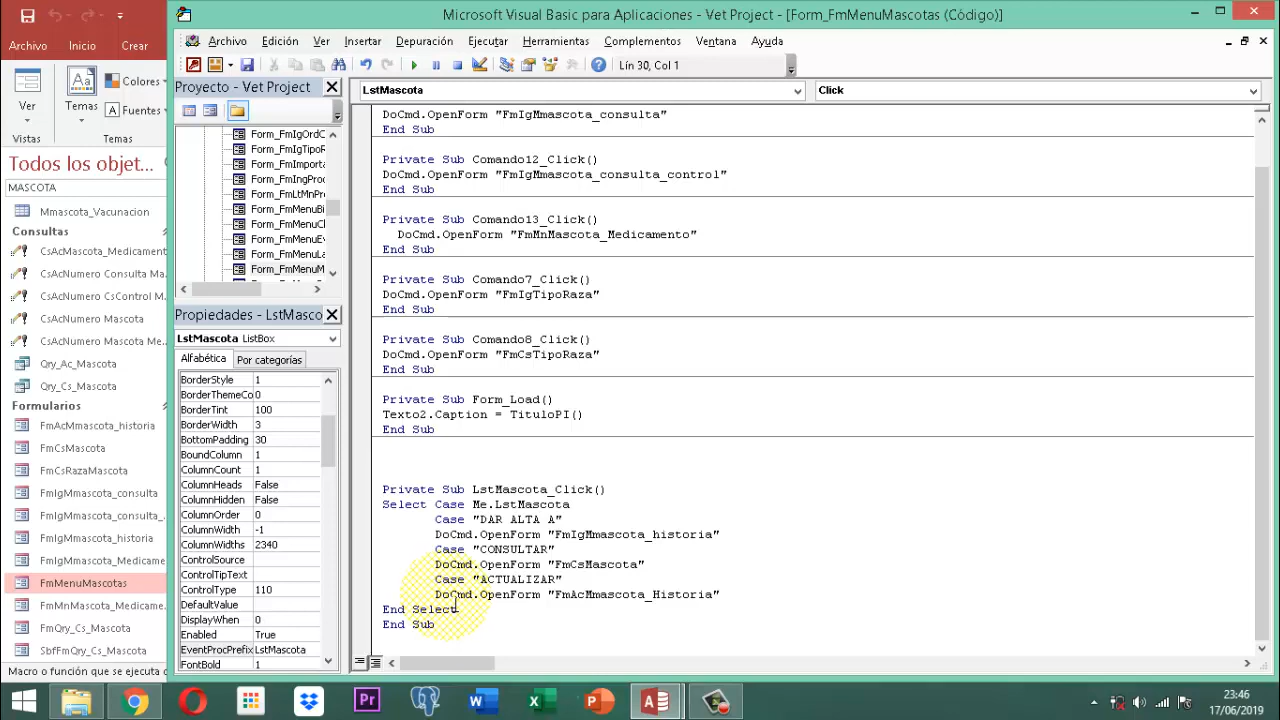 Microsoft Visual Basic para Aplicaciones - Vet Project - [Form_FmMenuMascotas (Código)]
Archivo Inicio Crear
Archivo Edición Ver Insertar Depuración Ejecutar Herramientas Complementos Ventana Ayuda
Lín 30, Col 1
Ver
Temas
Colores
Fuentes
Vistas
Temas
Todos los objet...
MASCOTA
Mmascota_Vacunacion
Consultas
CsAcMascota_Medicament
CsAcNumero Consulta Ma...
CsAcNumero CsControl M...
CsAcNumero Mascota
CsAcNumero Mascota Me...
Qry_Ac_Mascota
Qry_Cs_Mascota
Formularios
FmAcMmascota_historia
FmCsMascota
FmCsRazaMascota
FmIgMmascota_consulta
FmIgMmascota_consulta_...
FmIgMmascota_historia
FmIgMmascota_Medicame...
FmMenuMascotas
FmMnMascota_Medicame...
FmQry_Cs_Mascota
SbfFmQry_Cs_Mascota
Macro o función que se ejecuta c
Proyecto - Vet Project
Form_FmIgOrdC
Form_FmIgTipoR
Form_FmImporta
Form_FmIngProc
Form_FmLtMnPr
Form_FmMenuBi
Form_FmMenuCl
Form_FmMenuEv
Form_FmMenuLa
Form_FmMenuM
Propiedades - LstMasco
LstMascota ListBox
Alfabética Por categorías
BorderStyle 1
BorderThemeCo 0
BorderTint 100
BorderWidth 3
BottomPadding 30
BoundColumn 1
ColumnCount 1
ColumnHeads False
ColumnHidden False
ColumnOrder 0
ColumnWidth -1
ColumnWidths 2340
ControlSource
ControlTipText
ControlType 110
DefaultValue
DisplayWhen 0
Enabled True
EventProcPrefix LstMascota
FontBold 1
LstMascota Click
DoCmd.OpenForm "FmIgMmascota_consulta"
End Sub
Private Sub Comando12_Click()
DoCmd.OpenForm "FmIgMmascota_consulta_control"
End Sub
Private Sub Comando13_Click()
DoCmd.OpenForm "FmMnMascota_Medicamento"
End Sub
Private Sub Comando7_Click()
DoCmd.OpenForm "FmIgTipoRaza"
End Sub
Private Sub Comando8_Click()
DoCmd.OpenForm "FmCsTipoRaza"
End Sub
Private Sub Form_Load()
Texto2.Caption = TituloPI()
End Sub
Private Sub LstMascota_Click()
Select Case Me.LstMascota
Case "DAR ALTA A"
DoCmd.OpenForm "FmIgMmascota_historia"
Case "CONSULTAR"
DoCmd.OpenForm "FmCsMascota"
Case "ACTUALIZAR"
DoCmd.OpenForm "FmAcMmascota_Historia"
End Select
End Sub
23:46
17/06/2019